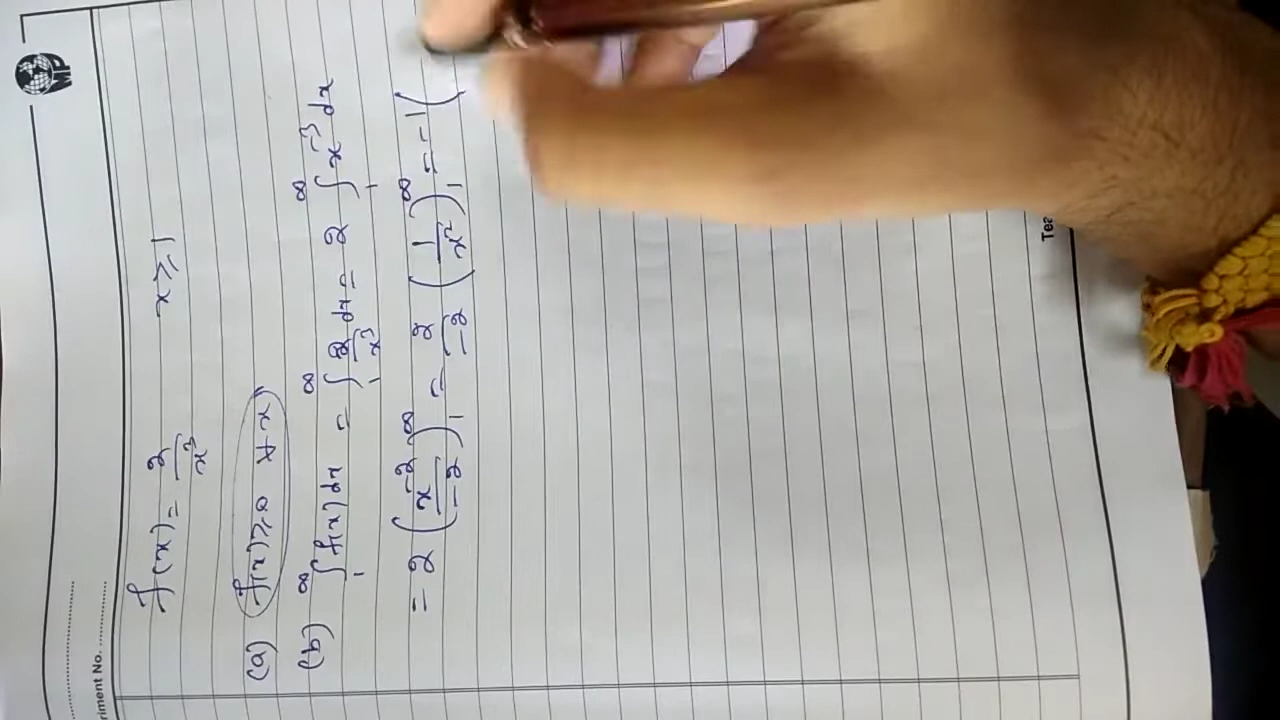 MP
riment No. ..........
f(x) = 2/x³ x ≥ 1
(a) f(x) ≥ 0 ∀ x
(b) ∫₁^∞ f(x) dx = ∫₁^∞ 2/x³ dx = 2 ∫₁^∞ x⁻³ dx
= 2 (x⁻²/-2)₁^∞ = 2/-2 (1/x²)₁^∞ = -1 (
Tea